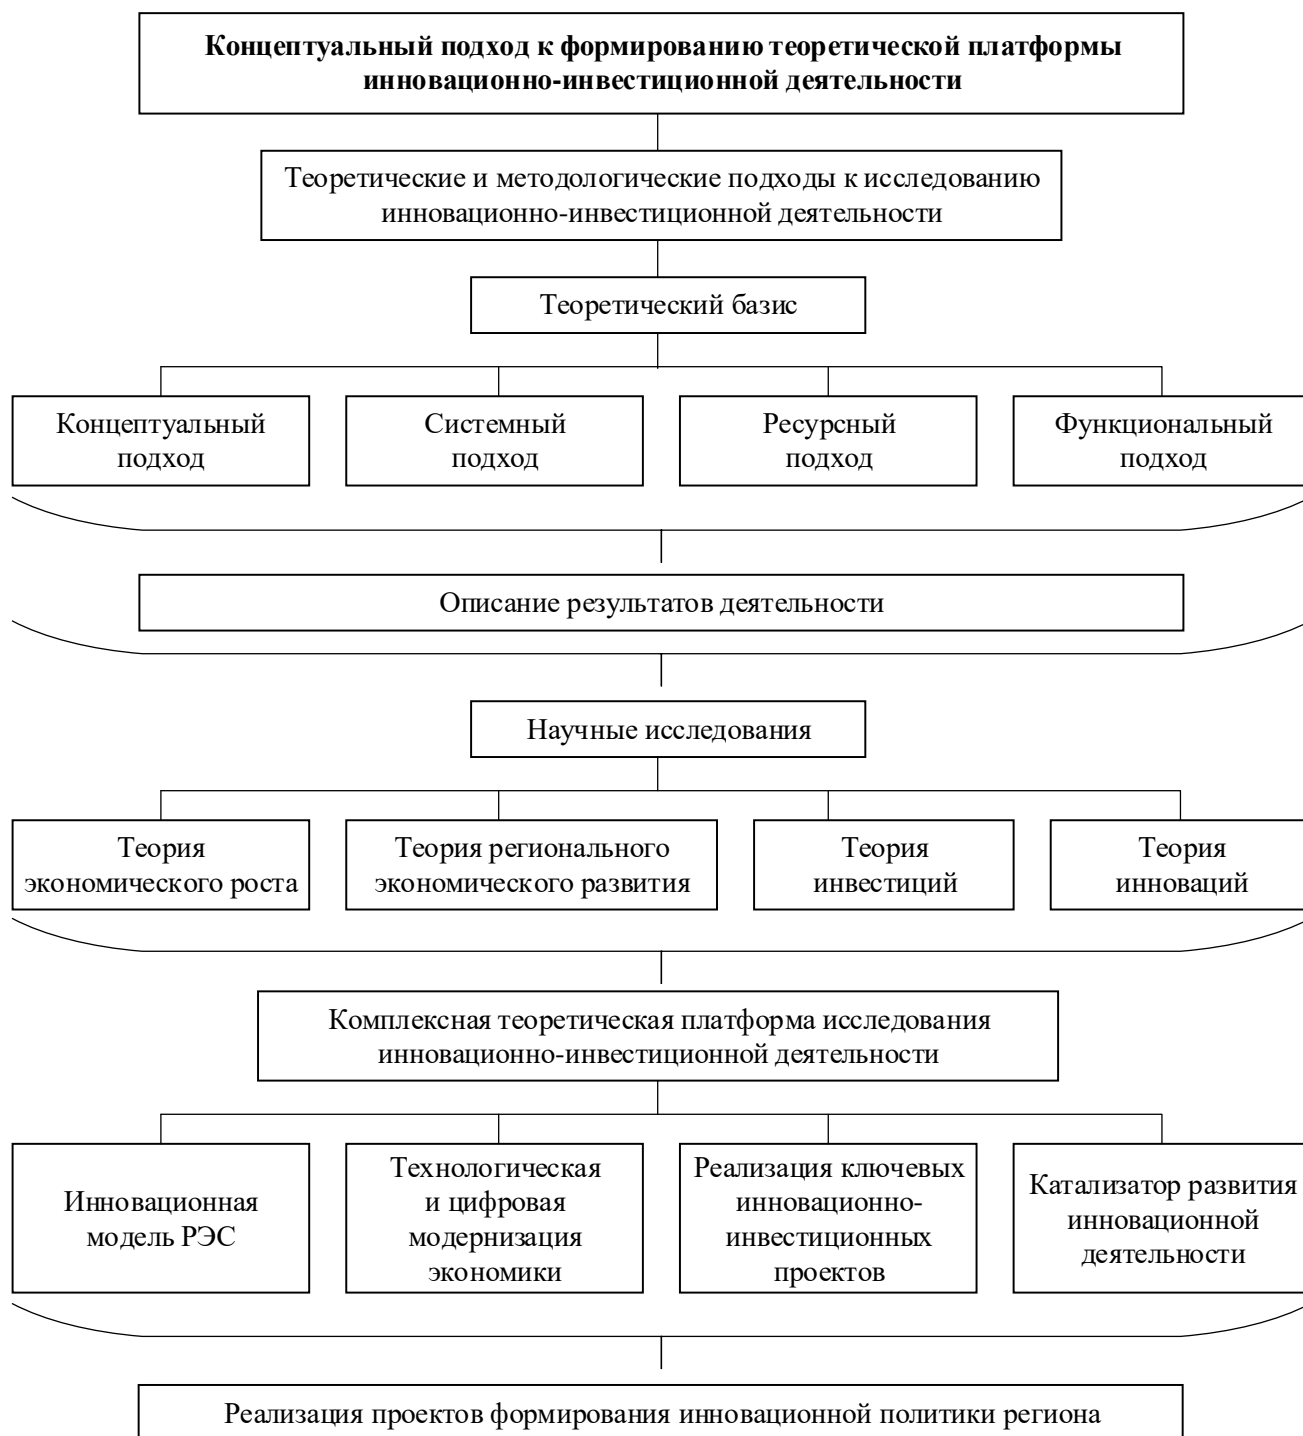 Концептуальный подход к формированию теоретической платформы
инновационно-инвестиционной деятельности
Теоретические и методологические подходы к исследованию
инновационно-инвестиционной деятельности
Теоретический базис
Концептуальный
подход
Системный
подход
Ресурсный
подход
Функциональный
подход
Описание результатов деятельности
Научные исследования
Теория
экономического роста
Теория регионального
экономического развития
Теория
инвестиций
Теория
инноваций
Комплексная теоретическая платформа исследования
инновационно-инвестиционной деятельности
Инновационная
модель РЭС
Технологическая
и цифровая
модернизация
экономики
Реализация ключевых
инновационно-
инвестиционных
проектов
Катализатор развития
инновационной
деятельности
Реализация проектов формирования инновационной политики региона